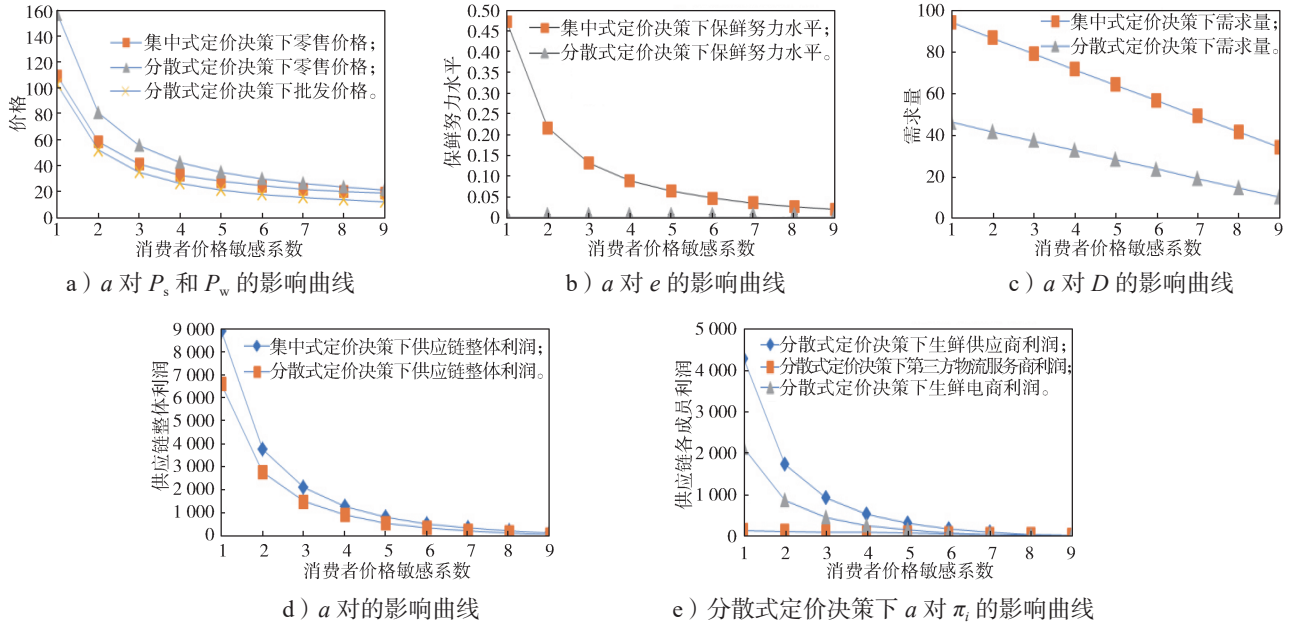 160
140
120
100
80
60
40
20
0
价格
集中式定价决策下零售价格；
分散式定价决策下零售价格；
分散式定价决策下批发价格。
1 2 3 4 5 6 7 8 9
消费者价格敏感系数
a）a 对 Ps 和 Pw 的影响曲线
0.50
0.45
0.40
0.35
0.30
0.25
0.20
0.15
0.10
0.05
0
保鲜努力水平
集中式定价决策下保鲜努力水平；
分散式定价决策下保鲜努力水平。
1 2 3 4 5 6 7 8 9
消费者价格敏感系数
b）a 对 e 的影响曲线
100
80
60
40
20
0
需求量
集中式定价决策下需求量；
分散式定价决策下需求量。
1 2 3 4 5 6 7 8 9
消费者价格敏感系数
c）a 对 D 的影响曲线
9 000
8 000
7 000
6 000
5 000
4 000
3 000
2 000
1 000
0
供应链整体利润
集中式定价决策下供应链整体利润；
分散式定价决策下供应链整体利润。
1 2 3 4 5 6 7 8 9
消费者价格敏感系数
d）a 对的影响曲线
5 000
4 000
3 000
2 000
1 000
0
供应链各成员利润
分散式定价决策下生鲜供应商利润；
分散式定价决策下第三方物流服务商利润；
分散式定价决策下生鲜电商利润。
1 2 3 4 5 6 7 8 9
消费者价格敏感系数
e）分散式定价决策下 a 对 πi 的影响曲线